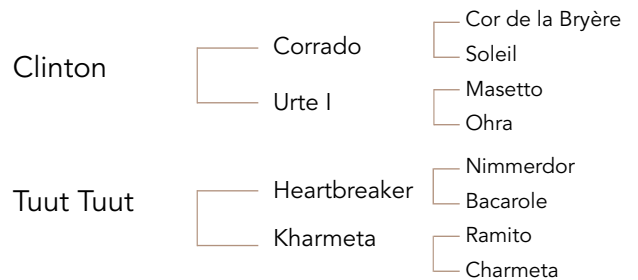 Clinton
Corrado
Cor de la Bryère
Soleil
Urte I
Masetto
Ohra
Tuut Tuut
Heartbreaker
Nimmerdor
Bacarole
Kharmeta
Ramito
Charmeta